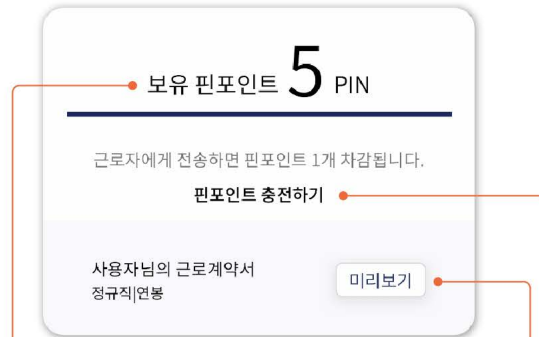 보유 핀포인트 5 PIN
근로자에게 전송하면 핀포인트 1개 차감됩니다.
핀포인트 충전하기
사용자님의 근로계약서
정규직|연봉
미리보기